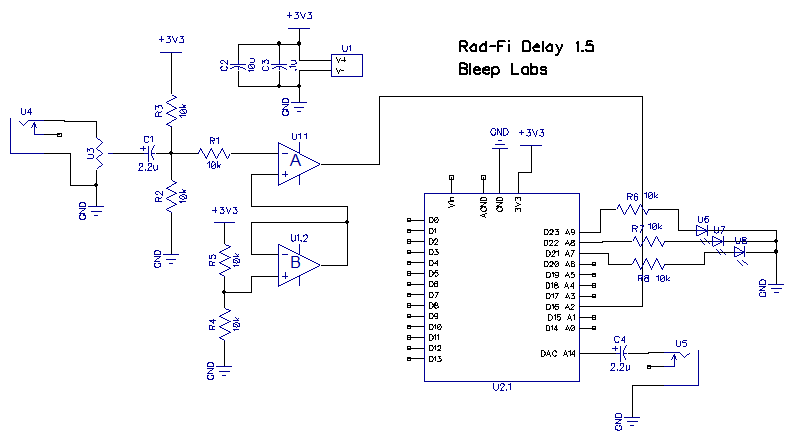 Rad-Fi Delay 1.5
Bleep Labs
+3V3
U1
V+
V-
C2
10u
C3
.1u
GND
+3V3
R3
10k
U4
U3
GND
C1
+
2.2u
R2
10k
GND
R1
10k
U1.1
A
-
+
U1.2
B
-
+
+3V3
R5
10k
R4
10k
GND
GND
+3V3
Vin
AGND
GND
3V3
D0
D1
D2
D3
D4
D5
D6
D7
D8
D9
D10
D11
D12
D13
D23 A9
D22 A8
D21 A7
D20 A6
D19 A5
D18 A4
D17 A3
D16 A2
D15 A1
D14 A0
DAC A14
U2.1
R6 10k
R7 10k
R8 10k
U6
U7
U8
GND
C4
+
2.2u
U5
GND